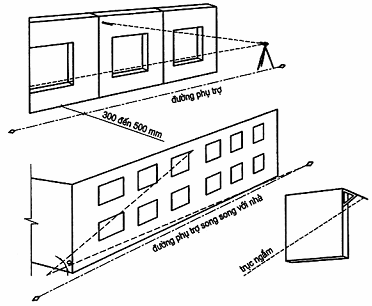 đường phụ trợ
300 đến 500 mm
đường phụ trợ song song với nhà
trục ngắm